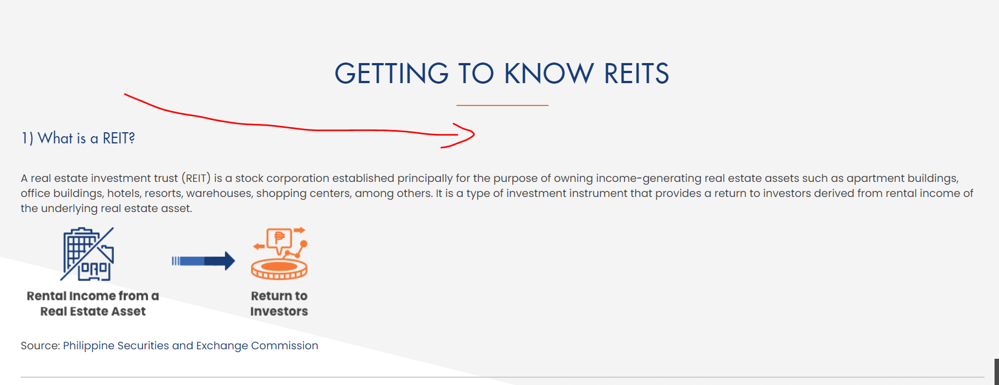 GETTING TO KNOW REITS
1) What is a REIT?
A real estate investment trust (REIT) is a stock corporation established principally for the purpose of owning income-generating real estate assets such as apartment buildings,
office buildings, hotels, resorts, warehouses, shopping centers, among others. It is a type of investment instrument that provides a return to investors derived from rental income of
the underlying real estate asset.
₱
Rental Income from a
Real Estate Asset
Return to
Investors
Source: Philippine Securities and Exchange Commission